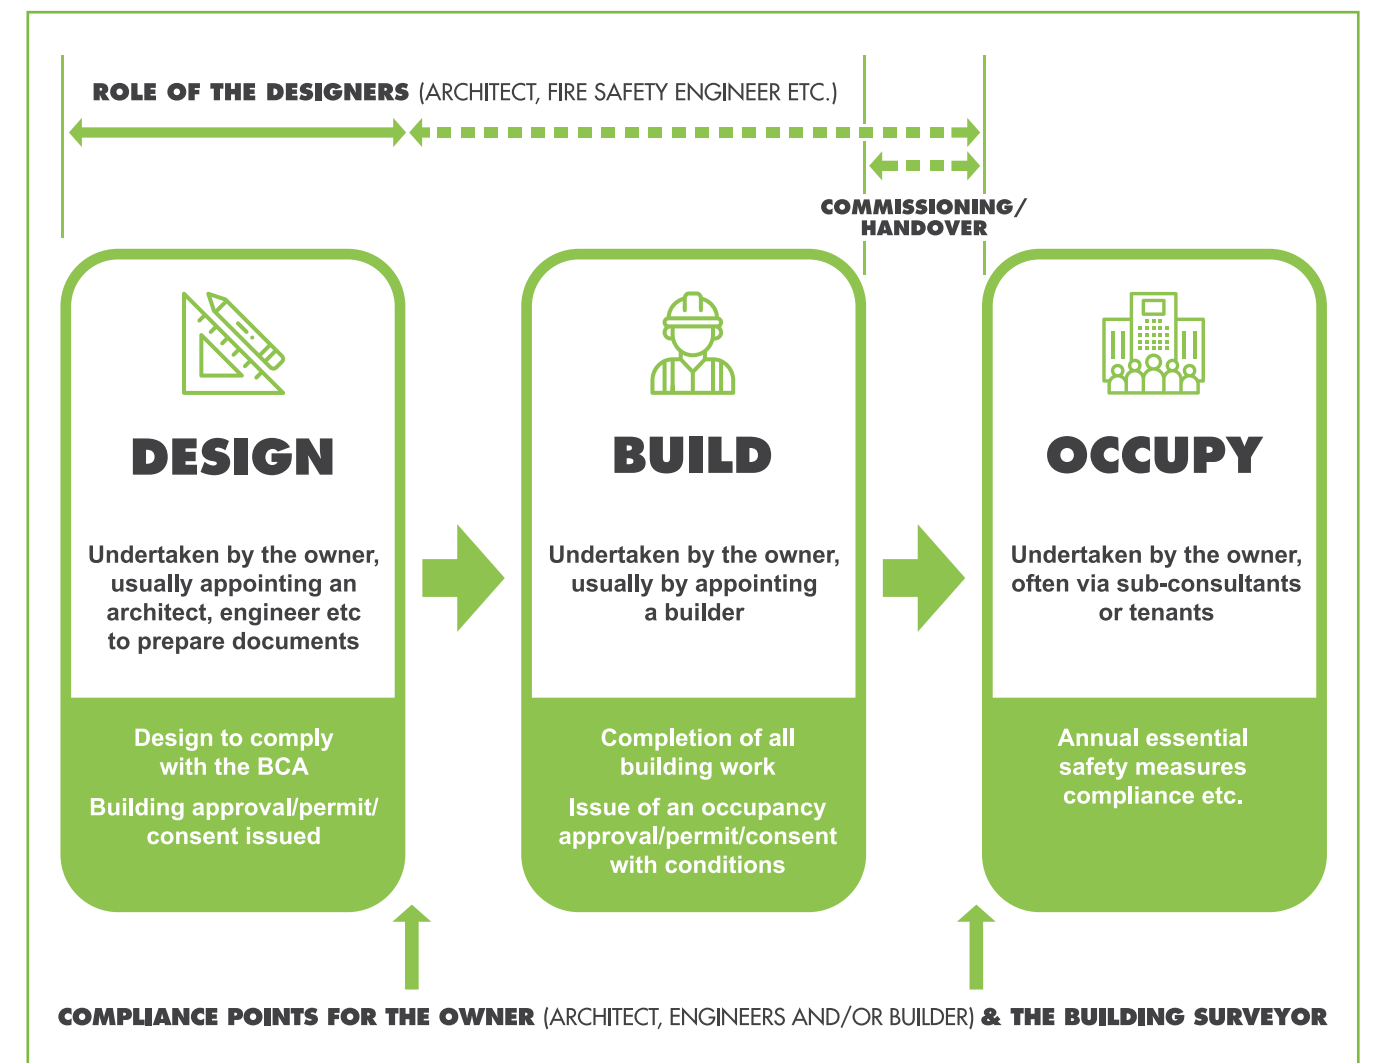 ROLE OF THE DESIGNERS (ARCHITECT, FIRE SAFETY ENGINEER ETC.)
COMMISSIONING/
HANDOVER
DESIGN
Undertaken by the owner,
usually appointing an
architect, engineer etc
to prepare documents
Design to comply
with the BCA
Building approval/permit/
consent issued
BUILD
Undertaken by the owner,
usually by appointing
a builder
Completion of all
building work
Issue of an occupancy
approval/permit/consent
with conditions
OCCUPY
Undertaken by the owner,
often via sub-consultants
or tenants
Annual essential
safety measures
compliance etc.
COMPLIANCE POINTS FOR THE OWNER (ARCHITECT, ENGINEERS AND/OR BUILDER) & THE BUILDING SURVEYOR